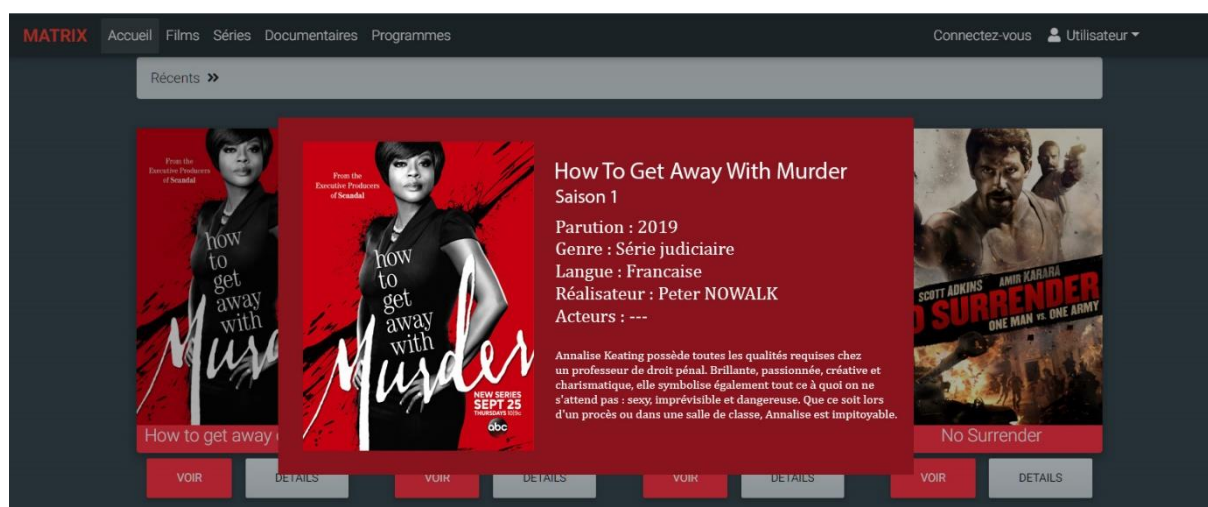 MATRIX Accueil Films Séries Documentaires Programmes Connectez-vous Utilisateur
Récents »
From the
Executive Producers
of Scandal
how
to
get
away
with
Mur
How to get away
From the
Executive Producers
of Scandal
how
to
get
away
with
Murder
NEW SERIES
SEPT 25
THURSDAYS 10|9c
abc
How To Get Away With Murder
Saison 1
Parution : 2019
Genre : Série judiciaire
Langue : Francaise
Réalisateur : Peter NOWALK
Acteurs : ---
Annalise Keating possède toutes les qualités requises chez
un professeur de droit pénal. Brillante, passionnée, créative et
charismatique, elle symbolise également tout ce à quoi on ne
s'attend pas : sexy, imprévisible et dangereuse. Que ce soit lors
d'un procès ou dans une salle de classe, Annalise est impitoyable.
SCOTT ADKINS AMIR KARARA
O SURRENDER
ONE MAN vs. ONE ARMY
No Surrender
VOIR DETAILS VOIR DETAILS VOIR DETAILS VOIR DETAILS